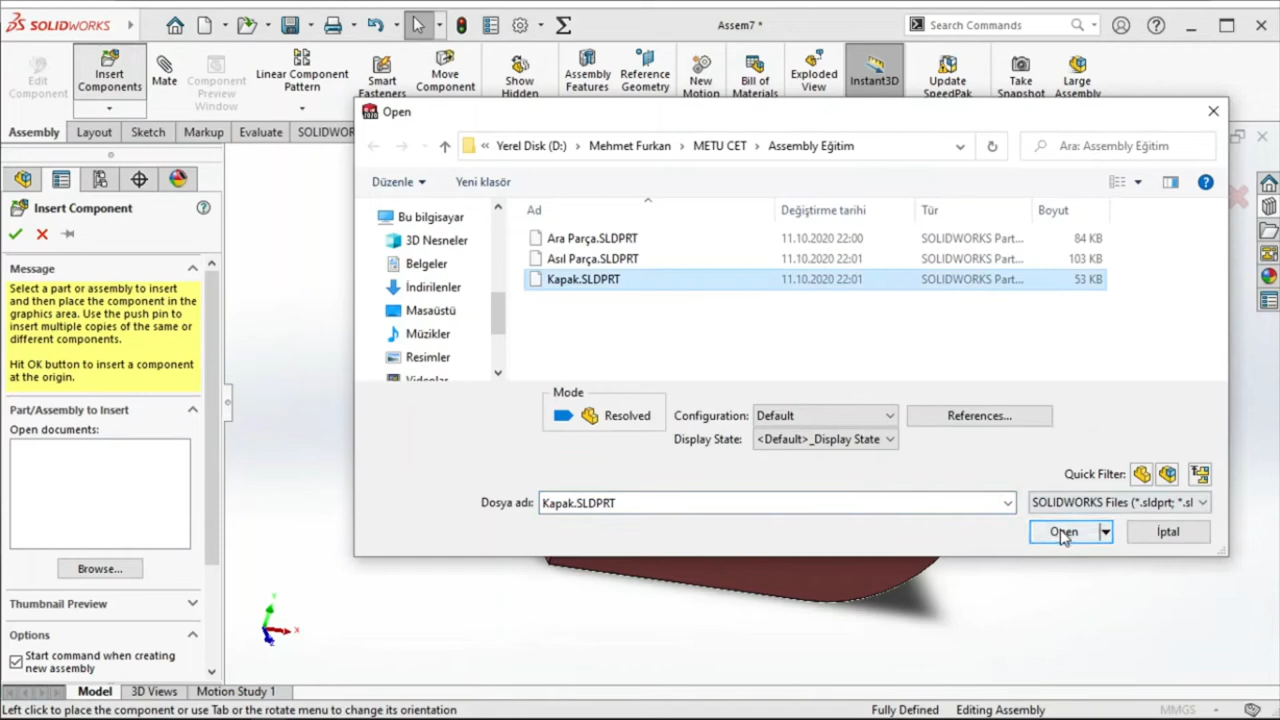 SOLIDWORKS
Assem7 *
Search Commands
Edit Component
Insert Components
Mate
Component Preview Window
Linear Component Pattern
Smart Fasteners
Move Component
Show Hidden
Assembly Features
Reference Geometry
New Motion
Bill of Materials
Exploded View
Instant3D
Update SpeedPak
Take Snapshot
Large Assembly
Assembly
Layout
Sketch
Markup
Evaluate
SOLIDWOR
Insert Component
Message
Select a part or assembly to insert
and then place the component in the
graphics area. Use the push pin to
insert multiple copies of the same or
different components.
Hit OK button to insert a component
at the origin.
Part/Assembly to Insert
Open documents:
Browse...
Thumbnail Preview
Options
Start command when creating
new assembly
Open
« Yerel Disk (D:) › Mehmet Furkan › METU CET › Assembly Eğitim
Ara: Assembly Eğitim
Düzenle
Yeni klasör
Bu bilgisayar
3D Nesneler
Belgeler
İndirilenler
Masaüstü
Müzikler
Resimler
Videolar
Ad Değiştirme tarihi Tür Boyut
Ara Parça.SLDPRT 11.10.2020 22:00 SOLIDWORKS Part... 84 KB
Asıl Parça.SLDPRT 11.10.2020 22:01 SOLIDWORKS Part... 103 KB
Kapak.SLDPRT 11.10.2020 22:01 SOLIDWORKS Part... 53 KB
Mode
Resolved
Configuration: Default
References...
Display State: <Default>_Display State
Quick Filter:
Dosya adı: Kapak.SLDPRT
SOLIDWORKS Files (*.sldprt; *.sl
Open
İptal
Y
X
Z
Model
3D Views
Motion Study 1
Left click to place the component or use Tab or the rotate menu to change its orientation
Fully Defined
Editing Assembly
MMGS